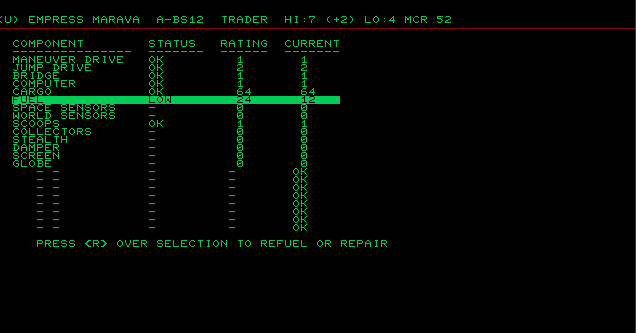 (U) EMPRESS MARAVA A-BS12 TRADER HI:7 (+2) LO:4 MCR 52
COMPONENT STATUS RATING CURRENT
--------------- ------- ------- -------
MANEUVER DRIVE OK 1 1
JUMP DRIVE OK 2 2
BRIDGE OK 1 1
COMPUTER OK 1 1
CARGO OK 64 64
FUEL LOW 24 12
SPACE SENSORS - 0 0
WORLD SENSORS - 0 0
SCOOPS OK 1 1
COLLECTORS - 0 0
STEALTH - 0 0
DAMPER - 0 0
SCREEN - 0 0
GLOBE - 0 0
- - - - OK
- - - - OK
- - - - OK
- - - - OK
- - - - OK
- - - - OK
- - - - OK
- - - - OK
PRESS <R> OVER SELECTION TO REFUEL OR REPAIR